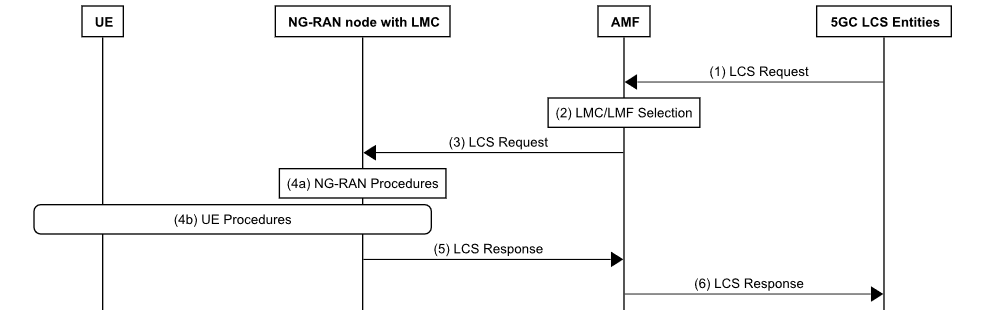 UE
NG-RAN node with LMC
AMF
5GC LCS Entities
(1) LCS Request
(2) LMC/LMF Selection
(3) LCS Request
(4a) NG-RAN Procedures
(4b) UE Procedures
(5) LCS Response
(6) LCS Response